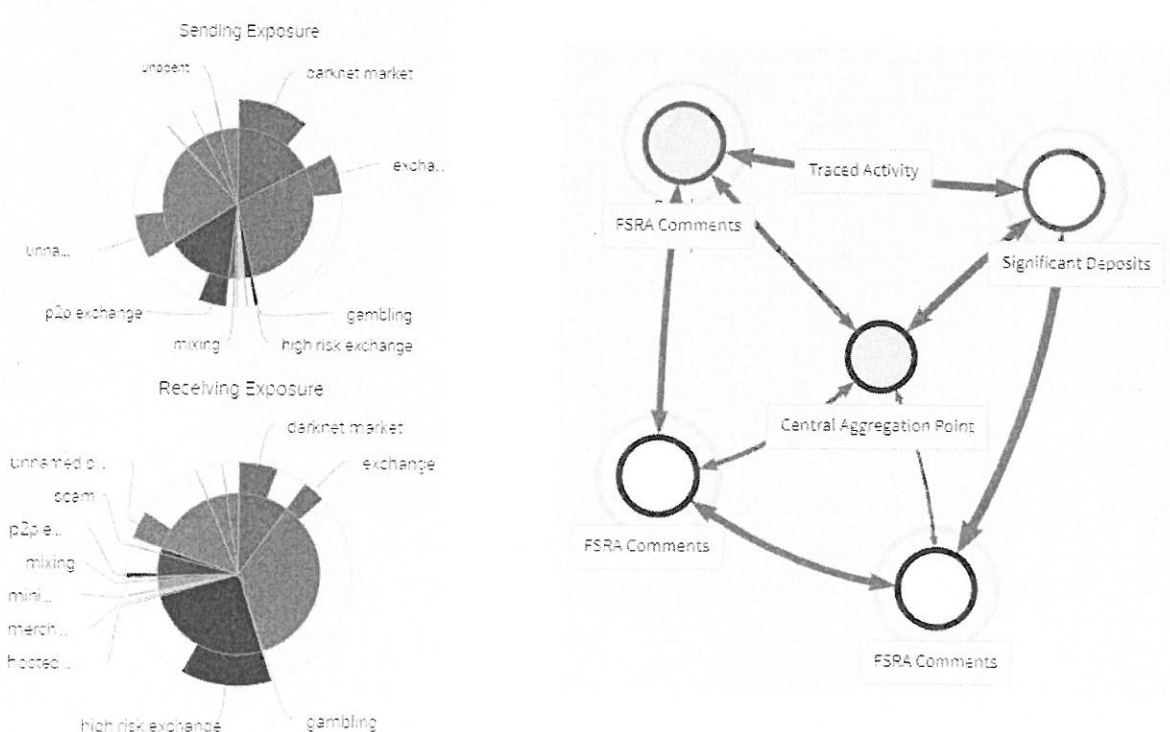 Sending Exposure
unspent
darknet market
excha...
unna...
p2p exchange
mixing
gambling
high risk exchange
Receiving Exposure
darknet market
exchange
unnamed s...
scam
p2p e...
mixing
mini...
merch...
hosted ...
high risk exchange
gambling
Traced Activity
FSRA Comments
Significant Deposits
Central Aggregation Point
FSRA Comments
FSRA Comments